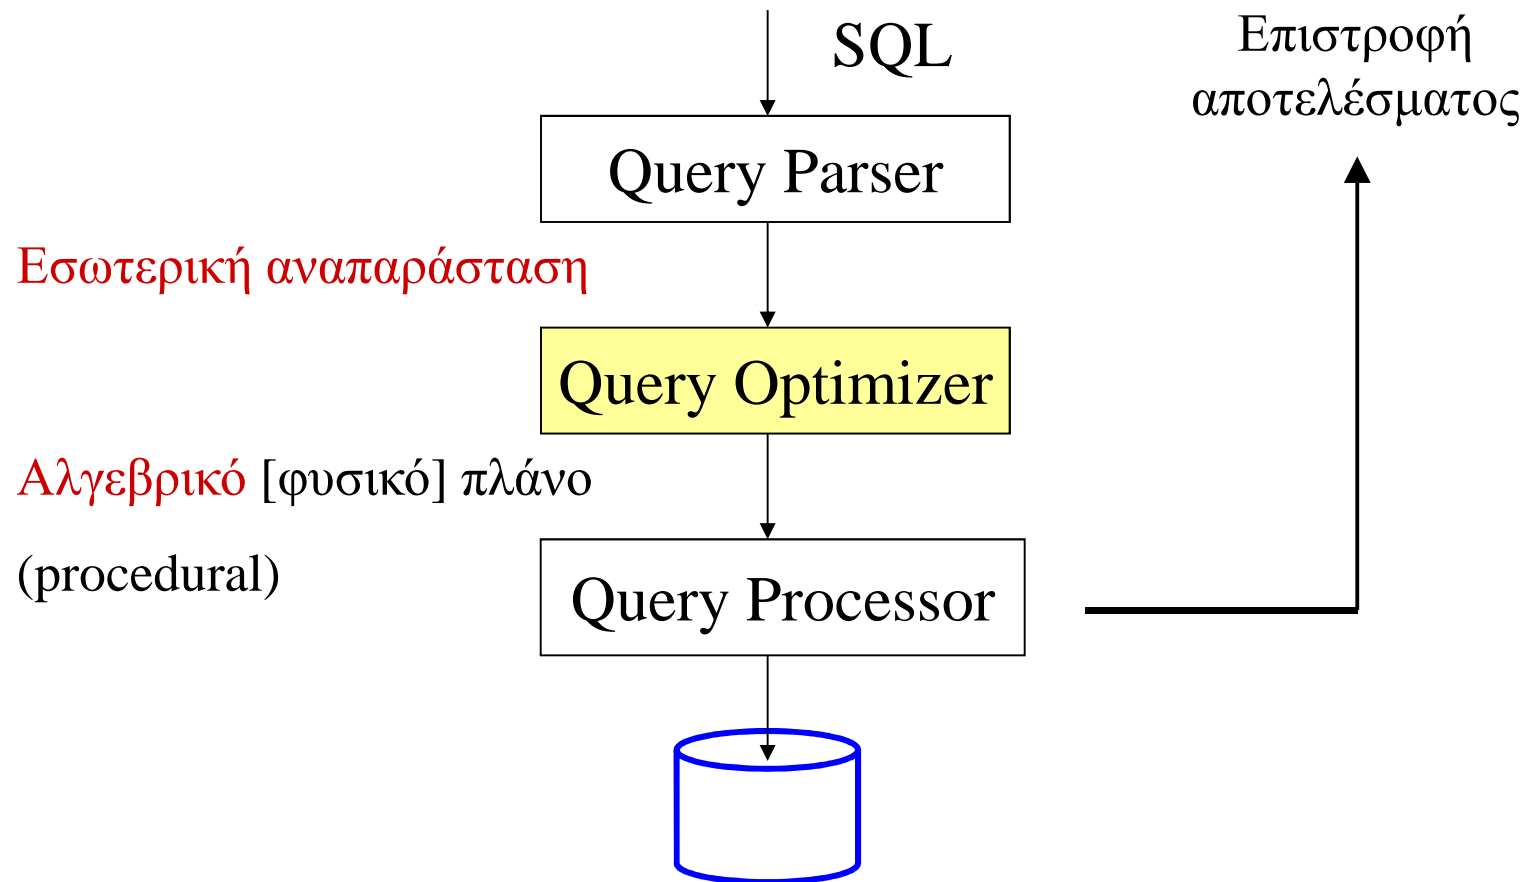 SQL
Επιστροφή
αποτελέσματος
Query Parser
Εσωτερική αναπαράσταση
Query Optimizer
Αλγεβρικό [φυσικό] πλάνο
(procedural)
Query Processor